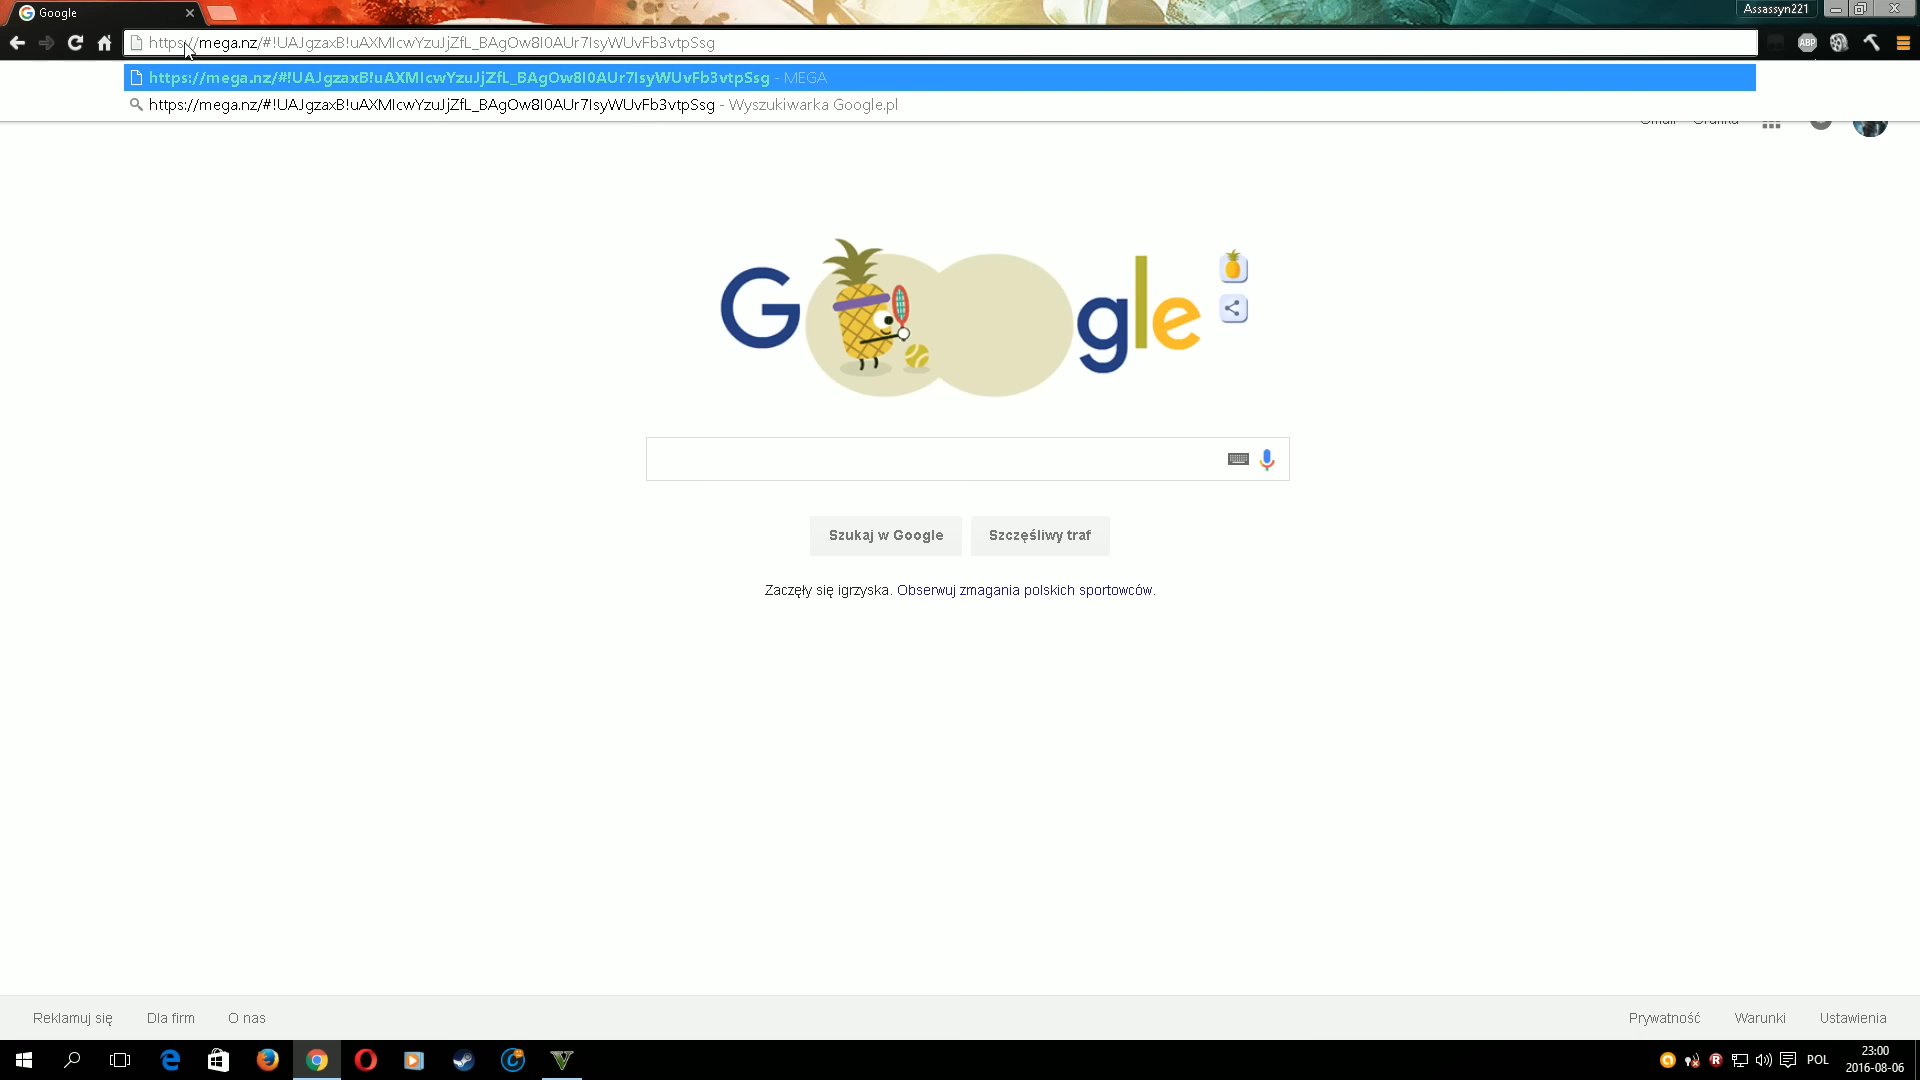 Google
Assassyn221
https://mega.nz/#!UAJgzaxB!uAXMIcwYzuJjZfL_BAgOw8I0AUr7IsyWUvFb3vtpSsg
ABP
https://mega.nz/#!UAJgzaxB!uAXMIcwYzuJjZfL_BAgOw8I0AUr7IsyWUvFb3vtpSsg - MEGA
https://mega.nz/#!UAJgzaxB!uAXMIcwYzuJjZfL_BAgOw8I0AUr7IsyWUvFb3vtpSsg - Wyszukiwarka Google.pl
Gmail Grafika
G gle
Szukaj w Google Szczęśliwy traf
Zaczęły się igrzyska. Obserwuj zmagania polskich sportowców.
Reklamuj się Dla firm O nas Prywatność Warunki Ustawienia
POL 23:00
2016-08-06